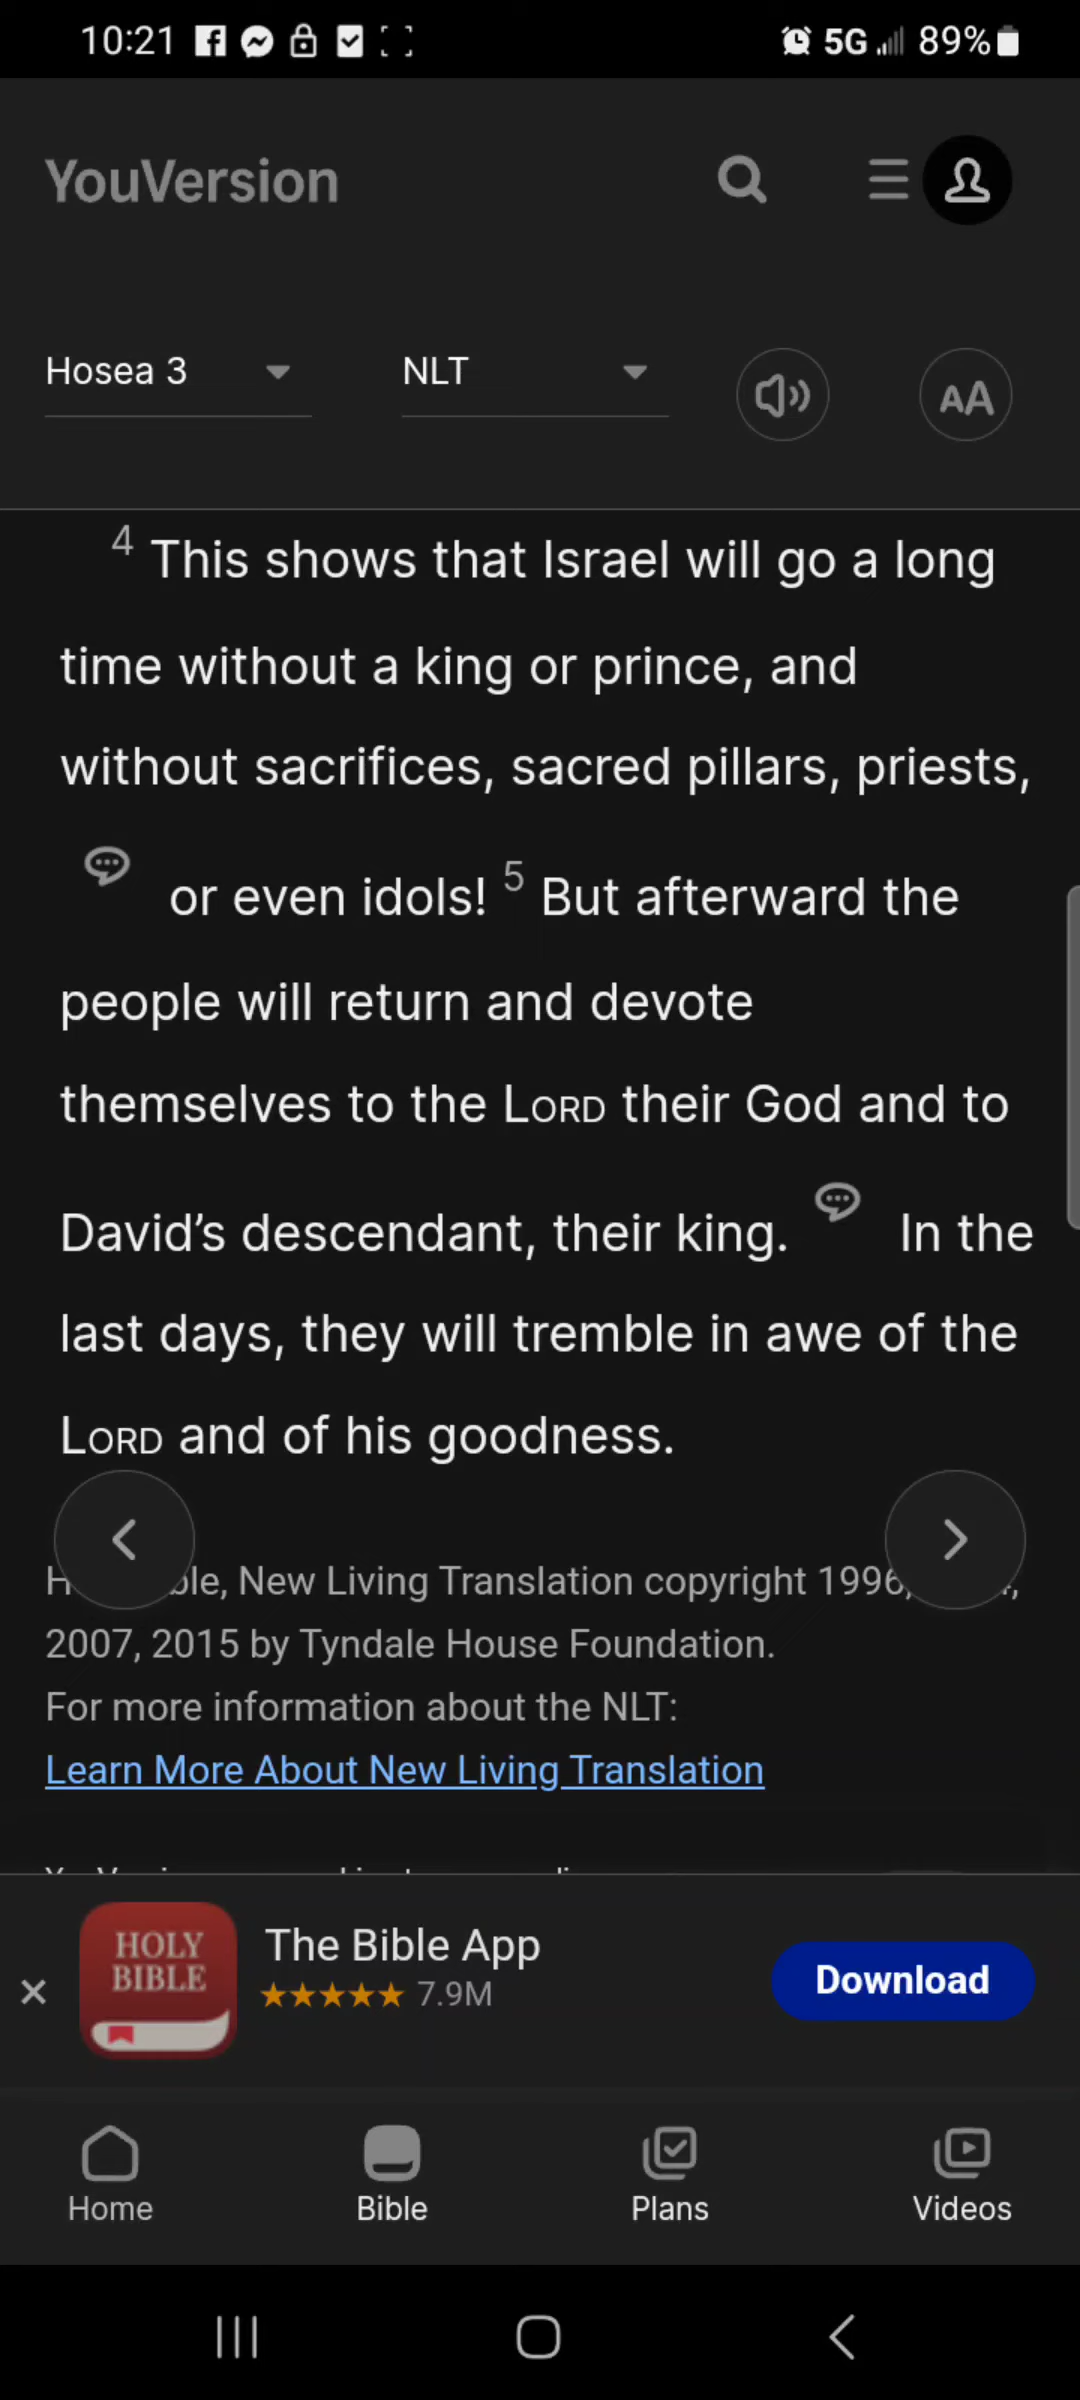 10:21 5G 89%
YouVersion
Hosea 3 NLT AA
4 This shows that Israel will go a long
time without a king or prince, and
without sacrifices, sacred pillars, priests,
or even idols! 5 But afterward the
people will return and devote
themselves to the LORD their God and to
David’s descendant, their king. In the
last days, they will tremble in awe of the
LORD and of his goodness.
New Living Translation copyright 1996,
2007, 2015 by Tyndale House Foundation.
For more information about the NLT:
Learn More About New Living Translation
HOLY
BIBLE
The Bible App
7.9M
Download
Home Bible Plans Videos